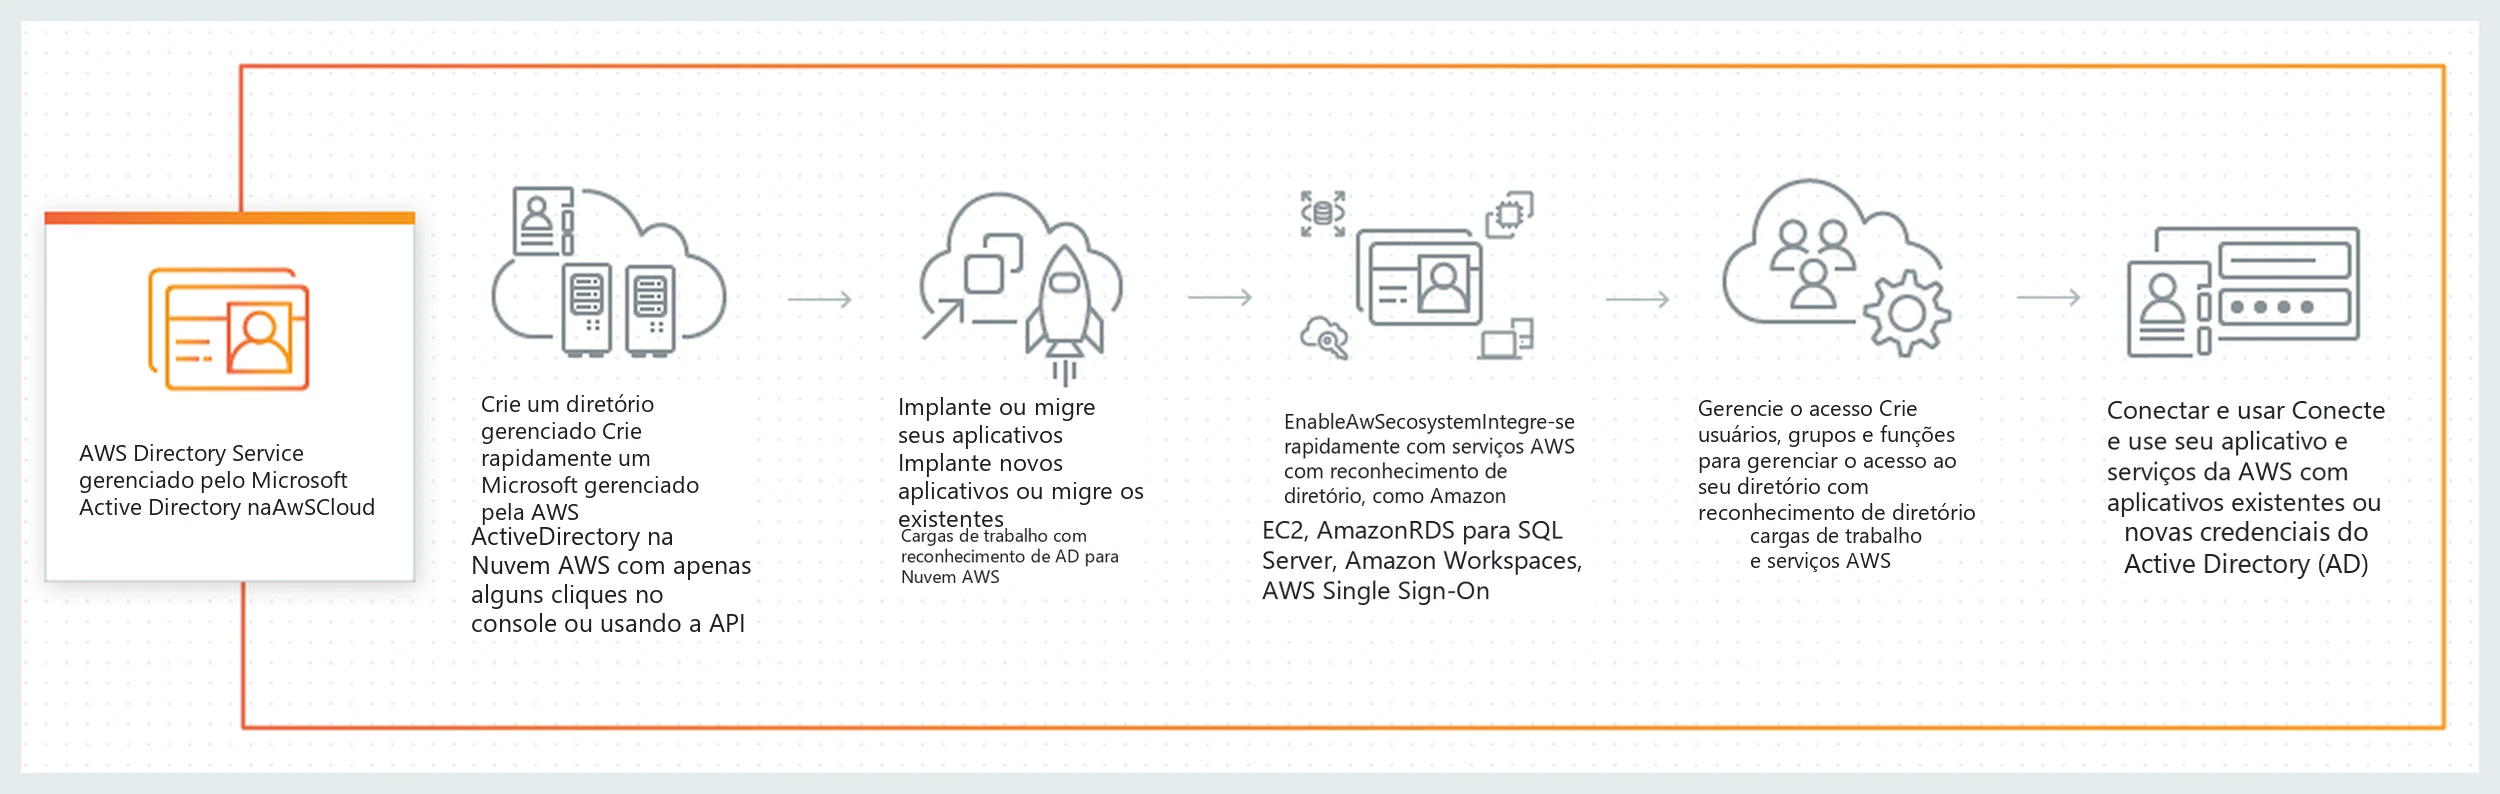 AWS Directory Service
gerenciado pelo Microsoft
Active Directory naAwSCloud
Crie um diretório
gerenciado Crie
rapidamente um
Microsoft gerenciado
pela AWS
ActiveDirectory na
Nuvem AWS com apenas
alguns cliques no
console ou usando a API
Implante ou migre
seus aplicativos
Implante novos
aplicativos ou migre os
existentes
Cargas de trabalho com
reconhecimento de AD para
Nuvem AWS
EnableAwSecosystemIntegre-se
rapidamente com serviços AWS
com reconhecimento de
diretório, como Amazon
EC2, AmazonRDS para SQL
Server, Amazon Workspaces,
AWS Single Sign-On
Gerencie o acesso Crie
usuários, grupos e funções
para gerenciar o acesso ao
seu diretório com
reconhecimento de diretório
cargas de trabalho
e serviços AWS
Conectar e usar Conecte
e use seu aplicativo e
serviços da AWS com
aplicativos existentes ou
novas credenciais do
Active Directory (AD)